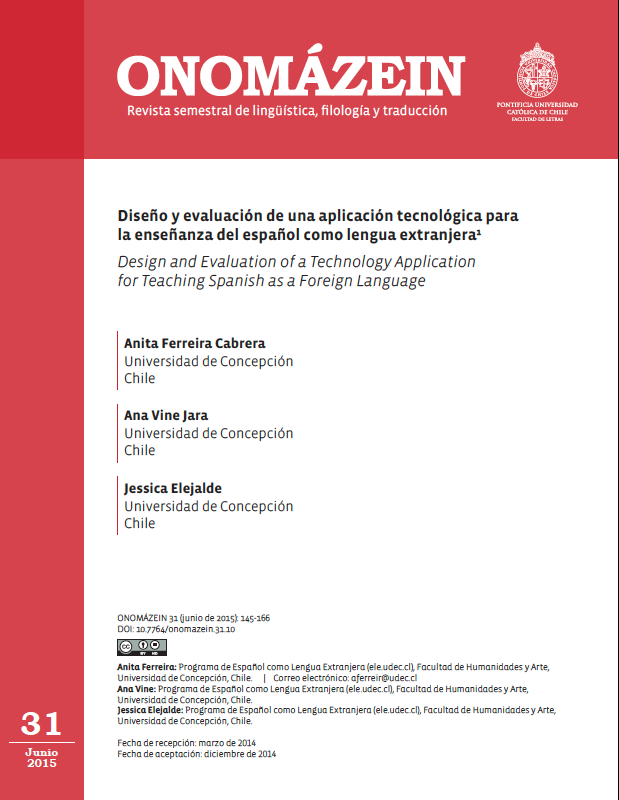 ONOMÁZEIN
Revista semestral de lingüística, filología y traducción
PONTIFICIA UNIVERSIDAD
CATÓLICA DE CHILE
FACULTAD DE LETRAS
Diseño y evaluación de una aplicación tecnológica para
la enseñanza del español como lengua extranjera¹
Design and Evaluation of a Technology Application
for Teaching Spanish as a Foreign Language
Anita Ferreira Cabrera
Universidad de Concepción
Chile
Ana Vine Jara
Universidad de Concepción
Chile
Jessica Elejalde
Universidad de Concepción
Chile
ONOMÁZEIN 31 (junio de 2015): 145-166
DOI: 10.7764/onomazein.31.10
cc BY ND
Anita Ferreira: Programa de Español como Lengua Extranjera (ele.udec.cl), Facultad de Humanidades y Arte,
Universidad de Concepción, Chile. | Correo electrónico: aferreir@udec.cl
Ana Vine: Programa de Español como Lengua Extranjera (ele.udec.cl), Facultad de Humanidades y Arte,
Universidad de Concepción, Chile.
Jessica Elejalde: Programa de Español como Lengua Extranjera (ele.udec.cl), Facultad de Humanidades y Arte,
Universidad de Concepción, Chile.
Fecha de recepción: marzo de 2014
Fecha de aceptación: diciembre de 2014
31
Junio
2015